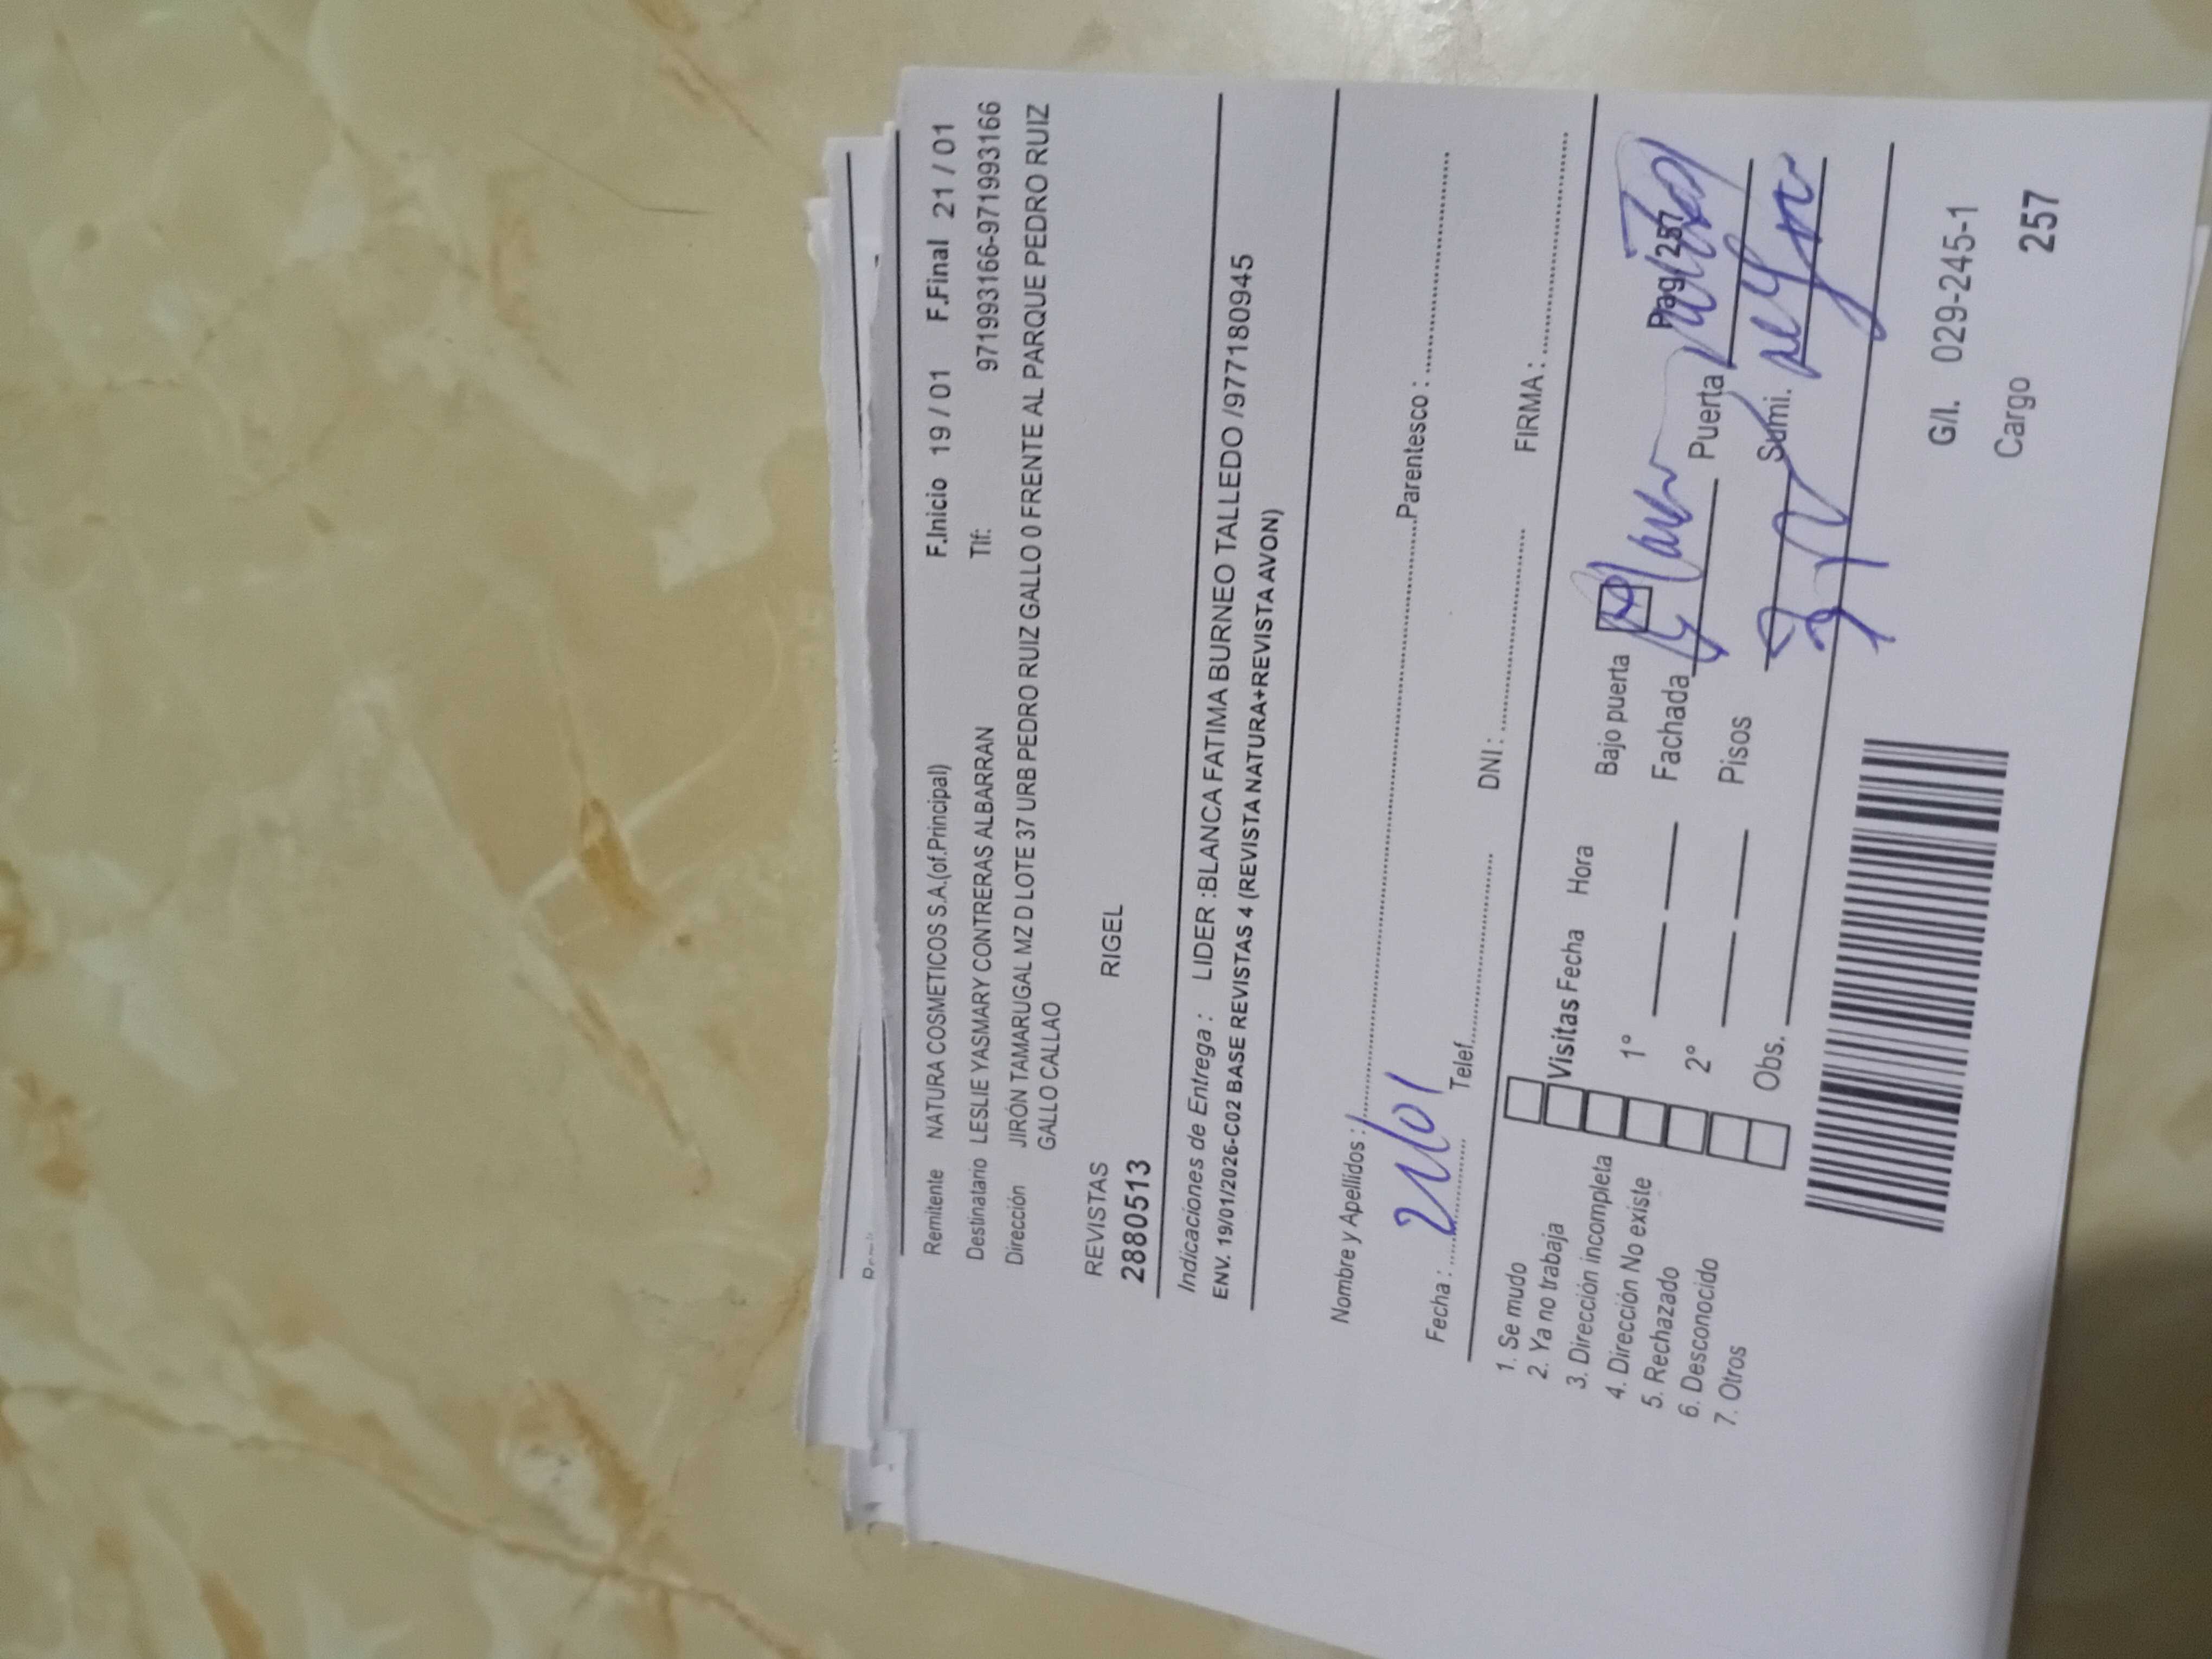 Remitente NATURA COSMETICOS S.A.(of.Principal) F.Inicio 19 / 01 F.Final 21 / 01
Destinatario LESLIE YASMARY CONTRERAS ALBARRAN Tlf: 971993166-971993166
Dirección JIRÓN TAMARUGAL MZ D LOTE 37 URB PEDRO RUIZ GALLO 0 FRENTE AL PARQUE PEDRO RUIZ
GALLO CALLAO
REVISTAS RIGEL
2880513
Indicaciones de Entrega : LIDER :BLANCA FATIMA BURNEO TALLEDO /977180945
ENV. 19/01/2026-C02 BASE REVISTAS 4 (REVISTA NATURA+REVISTA AVON)
Nombre y Apellidos : Parentesco :
Fecha : 21/01 Telef. DNI : FIRMA :
1. Se mudo
2. Ya no trabaja
3. Dirección incompleta
4. Dirección No existe
5. Rechazado
6. Desconocido
7. Otros
Visitas Fecha Hora Bajo puerta Pag 257
1° Fachada Puerta
2° Pisos Sumi.
Obs.
G/I. 029-245-1
Cargo 257